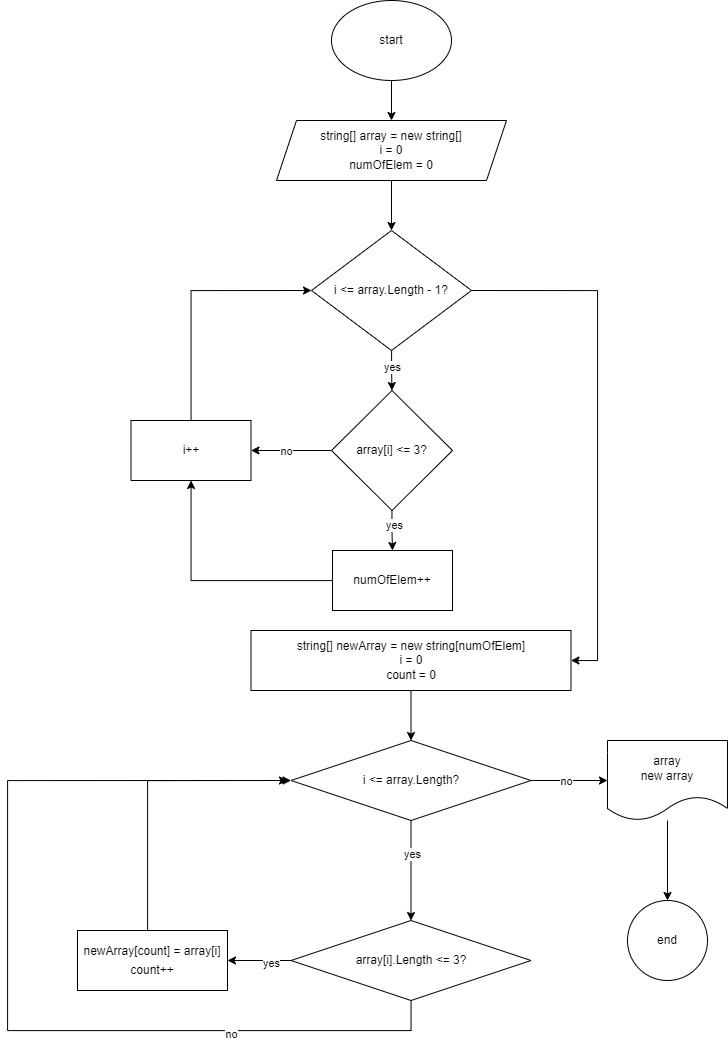 start
string[] array = new string[]
i = 0
numOfElem = 0
i <= array.Length - 1?
yes
array[i] <= 3?
no
i++
yes
numOfElem++
string[] newArray = new string[numOfElem]
i = 0
count = 0
i <= array.Length?
no
array
new array
yes
end
array[i].Length <= 3?
yes
newArray[count] = array[i]
count++
no